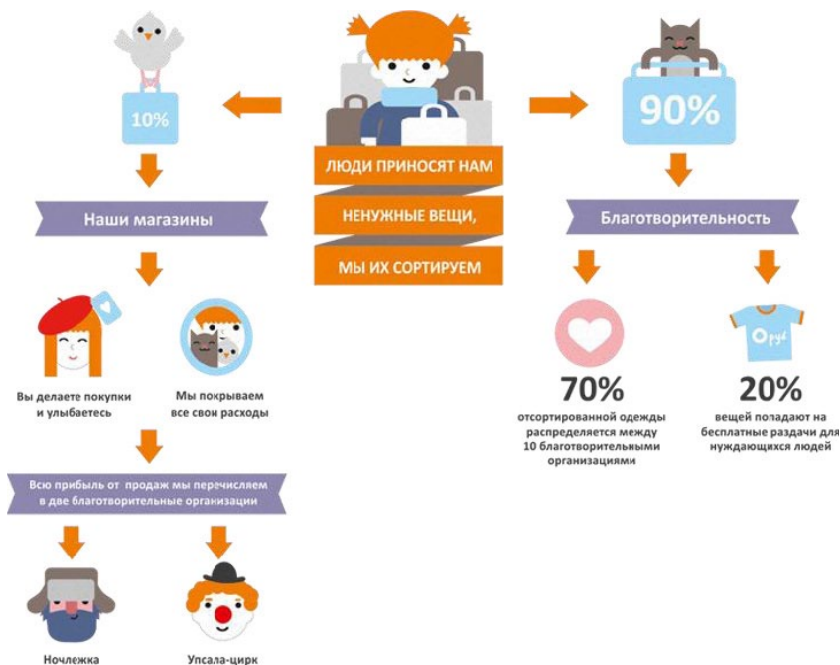 10%
90%
ЛЮДИ ПРИНОСЯТ НАМ
НЕНУЖНЫЕ ВЕЩИ,
МЫ ИХ СОРТИРУЕМ
Наши магазины
Благотворительность
Вы делаете покупки
и улыбаетесь
Мы покрываем
все свои расходы
0 руб
70%
отсортированной одежды
распределяется между
10 благотворительными
организациями
20%
вещей попадают на
бесплатные раздачи для
нуждающихся людей
Всю прибыль от продаж мы перечисляем
в две благотворительные организации
Ночлежка
Упсала-цирк